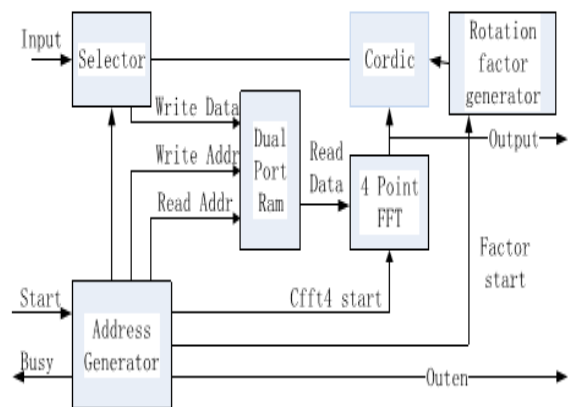 Input
Selector
Cordic
Rotation
factor
generator
Write Data
Write Addr
Read Addr
Dual
Port
Ram
Read
Data
4 Point
FFT
Output
Factor
start
Start
Cfft4 start
Address
Generator
Busy
Outen